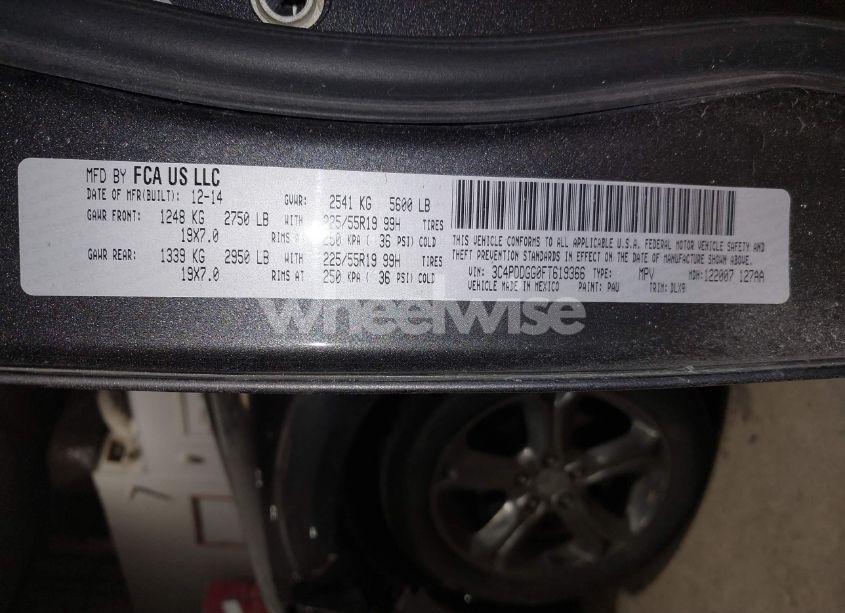 MFD BY FCA US LLC
DATE OF MFR(BUILT): 12-14 GVWR: 2541 KG 5600 LB
GAWR FRONT: 1248 KG 2750 LB WITH 225/55R19 99H TIRES
19X7.0 RIMS AT 250 KPA ( 36 PSI) COLD
GAWR REAR: 1339 KG 2950 LB WITH 225/55R19 99H TIRES
19X7.0 RIMS AT 250 KPA ( 36 PSI) COLD
THIS VEHICLE CONFORMS TO ALL APPLICABLE U.S.A. FEDERAL MOTOR VEHICLE SAFETY AND
THEFT PREVENTION STANDARDS IN EFFECT ON THE DATE OF MANUFACTURE SHOWN ABOVE.
VIN: 3C4PDDGG0FT619366 TYPE: MPV MDH: 122007 127AA
VEHICLE MADE IN MEXICO PAINT: PAU TRIM: DLX9
wheelwise